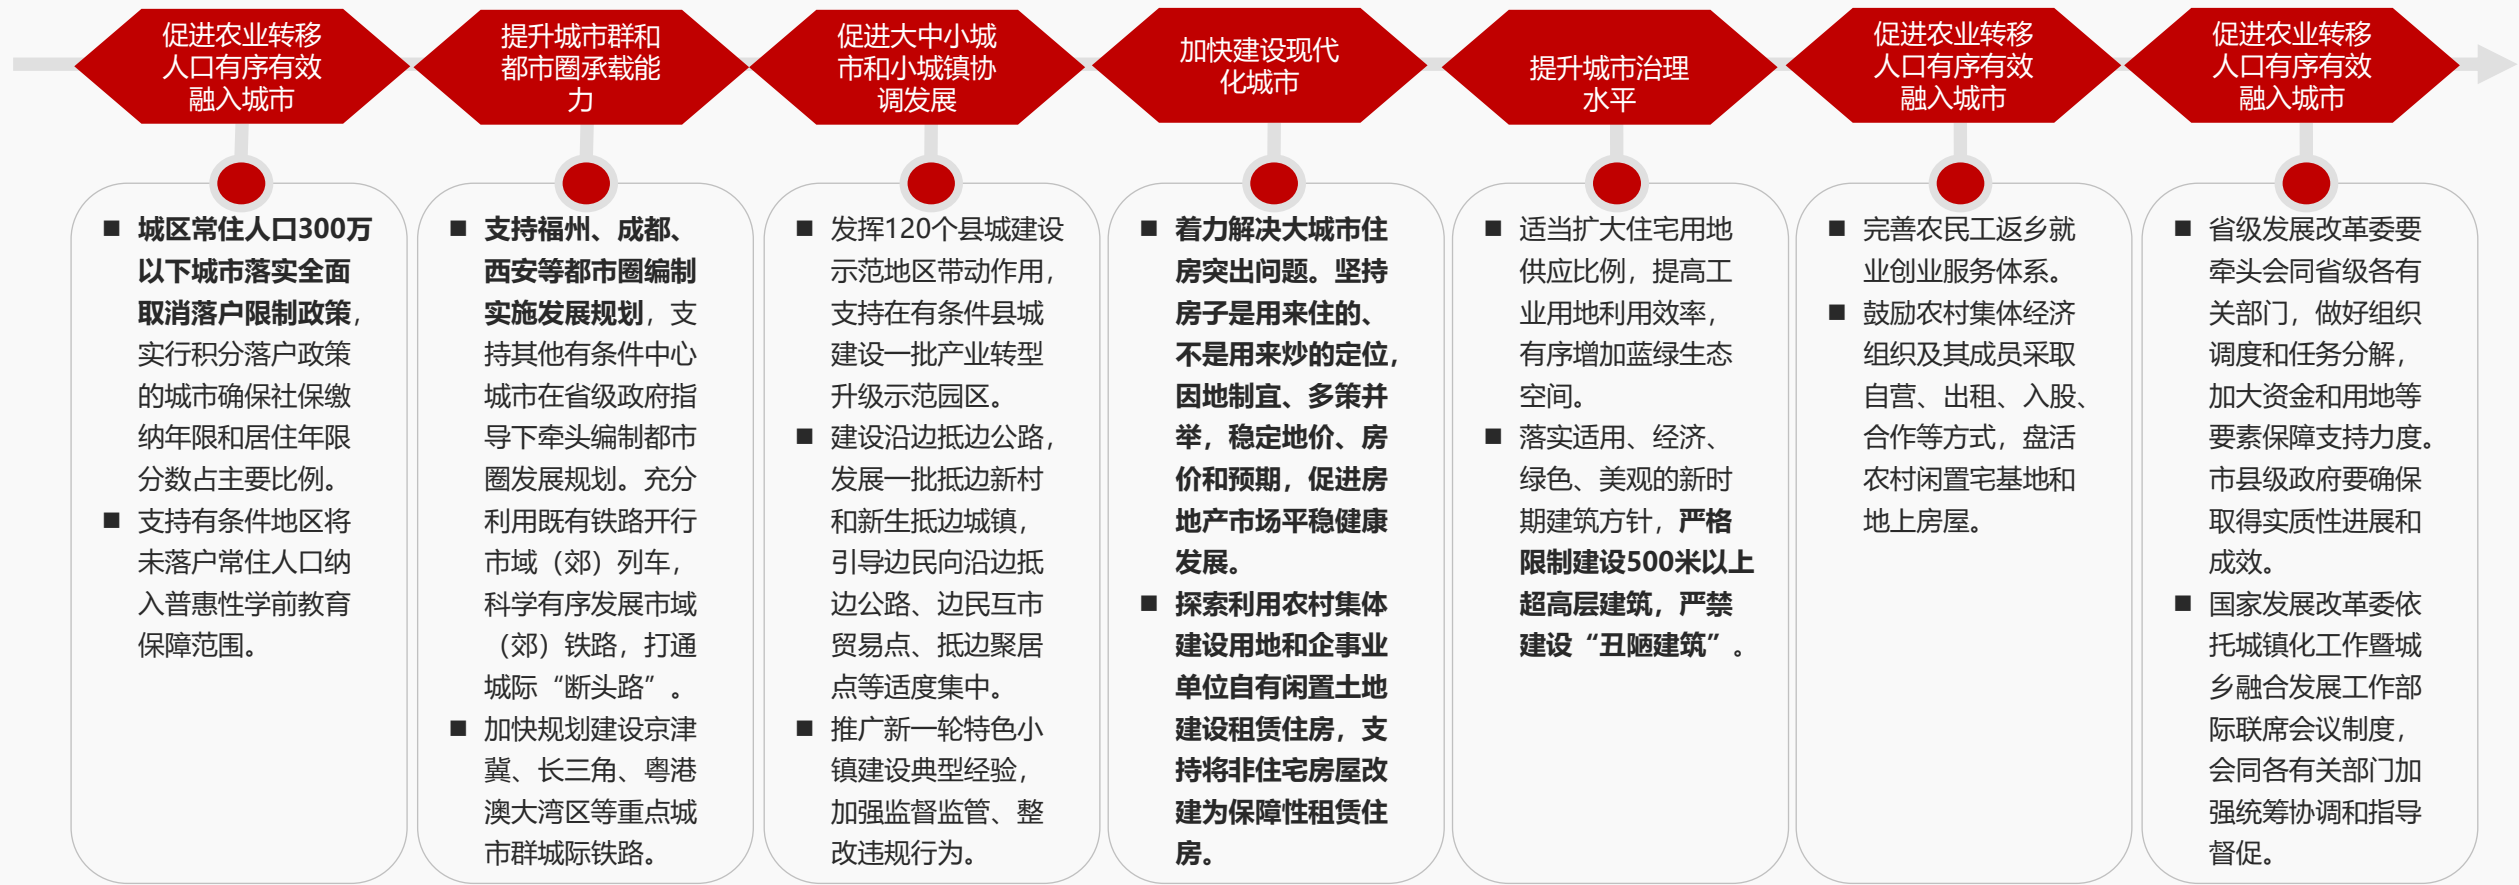 促进农业转移
人口有序有效
融入城市
提升城市群和
都市圈承载能
力
促进大中小城
市和小城镇协
调发展
加快建设现代
化城市
提升城市治理
水平
促进农业转移
人口有序有效
融入城市
促进农业转移
人口有序有效
融入城市
■ 城区常住人口300万
以下城市落实全面
取消落户限制政策，
实行积分落户政策
的城市确保社保缴
纳年限和居住年限
分数占主要比例。
■ 支持有条件地区将
未落户常住人口纳
入普惠性学前教育
保障范围。
■ 支持福州、成都、
西安等都市圈编制
实施发展规划，支
持其他有条件中心
城市在省级政府指
导下牵头编制都市
圈发展规划。充分
利用既有铁路开行
市域（郊）列车，
科学有序发展市域
（郊）铁路，打通
城际“断头路”。
■ 加快规划建设京津
冀、长三角、粤港
澳大湾区等重点城
市群城际铁路。
■ 发挥120个县城建设
示范地区带动作用，
支持在有条件县城
建设一批产业转型
升级示范园区。
■ 建设沿边抵边公路，
发展一批抵边新村
和新生抵边城镇，
引导边民向沿边抵
边公路、边民互市
贸易点、抵边聚居
点等适度集中。
■ 推广新一轮特色小
镇建设典型经验，
加强监督监管、整
改违规行为。
■ 着力解决大城市住
房突出问题。坚持
房子是用来住的、
不是用来炒的定位，
因地制宜、多策并
举，稳定地价、房
价和预期，促进房
地产市场平稳健康
发展。
■ 探索利用农村集体
建设用地和企事业
单位自有闲置土地
建设租赁住房，支
持将非住宅房屋改
建为保障性租赁住
房。
■ 适当扩大住宅用地
供应比例，提高工
业用地利用效率，
有序增加蓝绿生态
空间。
■ 落实适用、经济、
绿色、美观的新时
期建筑方针，严格
限制建设500米以上
超高层建筑，严禁
建设“丑陋建筑”。
■ 完善农民工返乡就
业创业服务体系。
■ 鼓励农村集体经济
组织及其成员采取
自营、出租、入股、
合作等方式，盘活
农村闲置宅基地和
地上房屋。
■ 省级发展改革委要
牵头会同省级各有
关部门，做好组织
调度和任务分解，
加大资金和用地等
要素保障支持力度。
市县级政府要确保
取得实质性进展和
成效。
■ 国家发展改革委依
托城镇化工作暨城
乡融合发展工作部
际联席会议制度，
会同各有关部门加
强统筹协调和指导
督促。